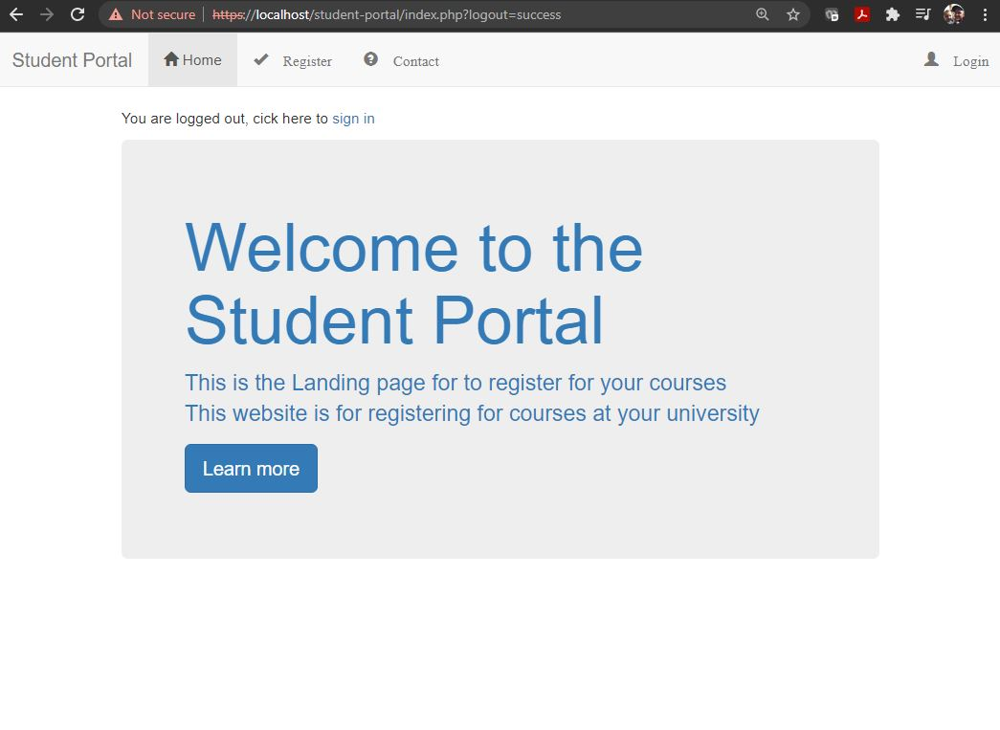 Not secure | https://localhost/student-portal/index.php?logout=success
Student Portal Home Register Contact Login
You are logged out, cick here to sign in
Welcome to the
Student Portal
This is the Landing page for to register for your courses
This website is for registering for courses at your university
Learn more